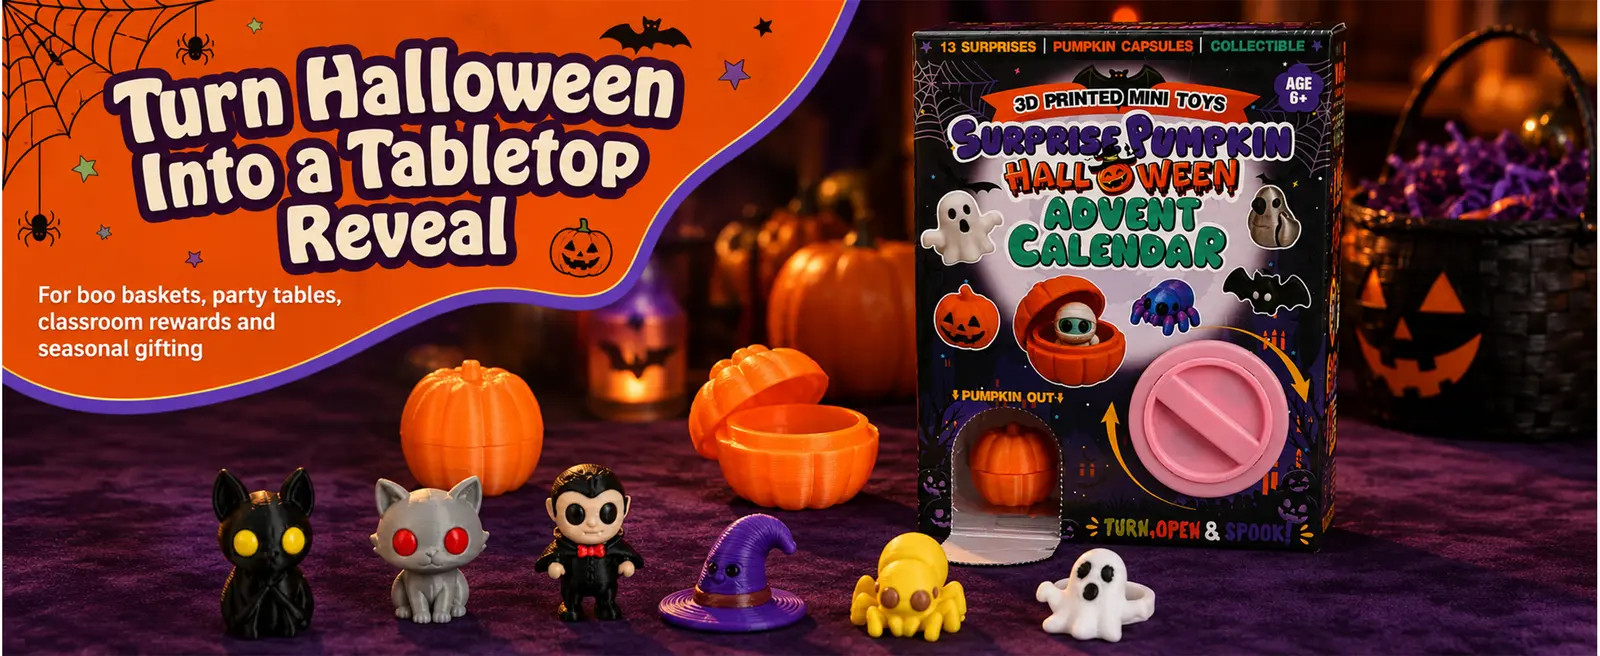 Turn Halloween
Into a Tabletop
Reveal
For boo baskets, party tables,
classroom rewards and
seasonal gifting
13 SURPRISES | PUMPKIN CAPSULES | COLLECTIBLE
AGE
6+
3D PRINTED MINI TOYS
SURPRISE PUMPKIN
HALLOWEEN
ADVENT
CALENDAR
PUMPKIN OUT
TURN, OPEN & SPOOK!